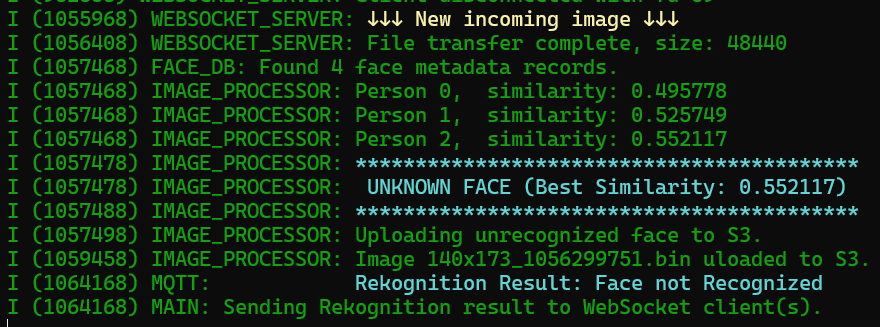 I (1055968) WEBSOCKET_SERVER: ↓↓↓ New incoming image ↓↓↓
I (1056408) WEBSOCKET_SERVER: File transfer complete, size: 48440
I (1057468) FACE_DB: Found 4 face metadata records.
I (1057468) IMAGE_PROCESSOR: Person 0,  similarity: 0.495778
I (1057468) IMAGE_PROCESSOR: Person 1,  similarity: 0.525749
I (1057468) IMAGE_PROCESSOR: Person 2,  similarity: 0.552117
I (1057478) IMAGE_PROCESSOR: ******************************************
I (1057478) IMAGE_PROCESSOR:  UNKNOWN FACE (Best Similarity: 0.552117)
I (1057488) IMAGE_PROCESSOR: ******************************************
I (1057498) IMAGE_PROCESSOR: Uploading unrecognized face to S3.
I (1059458) IMAGE_PROCESSOR: Image 140x173_1056299751.bin uloaded to S3.
I (1064168) MQTT:            Rekognition Result: Face not Recognized
I (1064168) MAIN: Sending Rekognition result to WebSocket client(s).